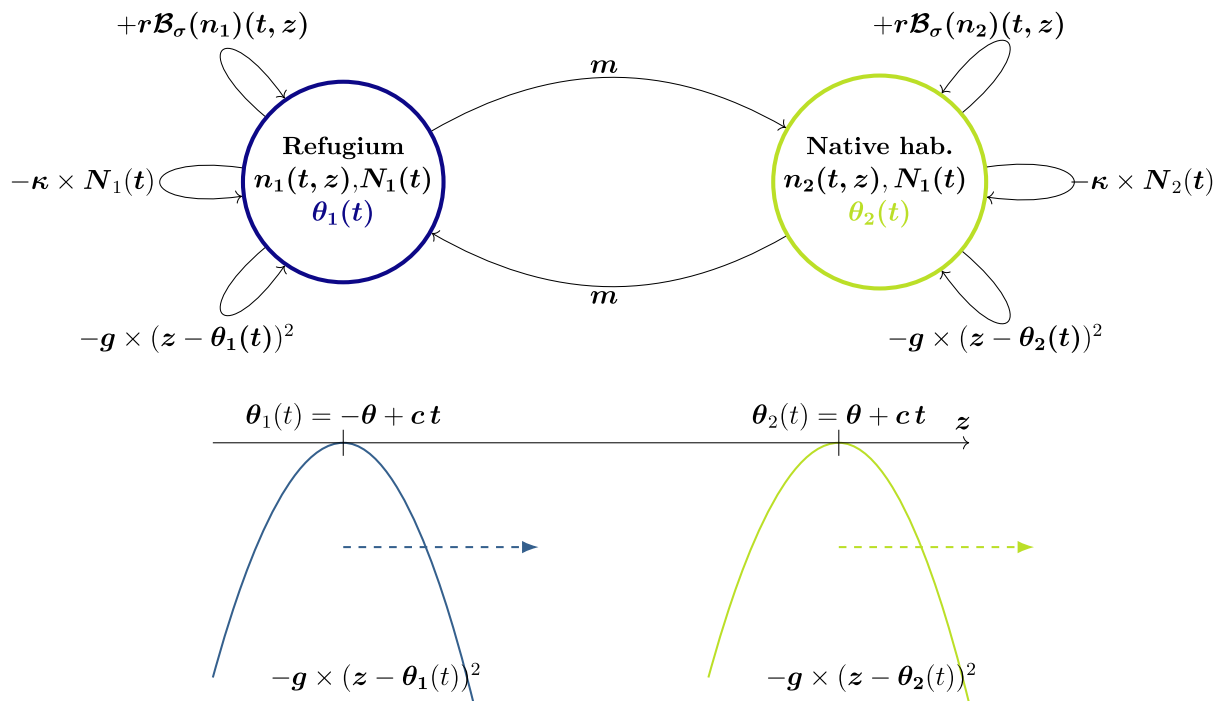 +rℬσ(n₁)(t, z)
+rℬσ(n₂)(t, z)
m
Refugium
n₁(t, z),N₁(t)
θ₁(t)
Native hab.
n₂(t, z), N₁(t)
θ₂(t)
−κ × N₁(t)
−κ × N₂(t)
m
−g × (z − θ₁(t))²
−g × (z − θ₂(t))²
θ₁(t) = −θ + c t
θ₂(t) = θ + c t
z
−g × (z − θ₁(t))²
−g × (z − θ₂(t))²